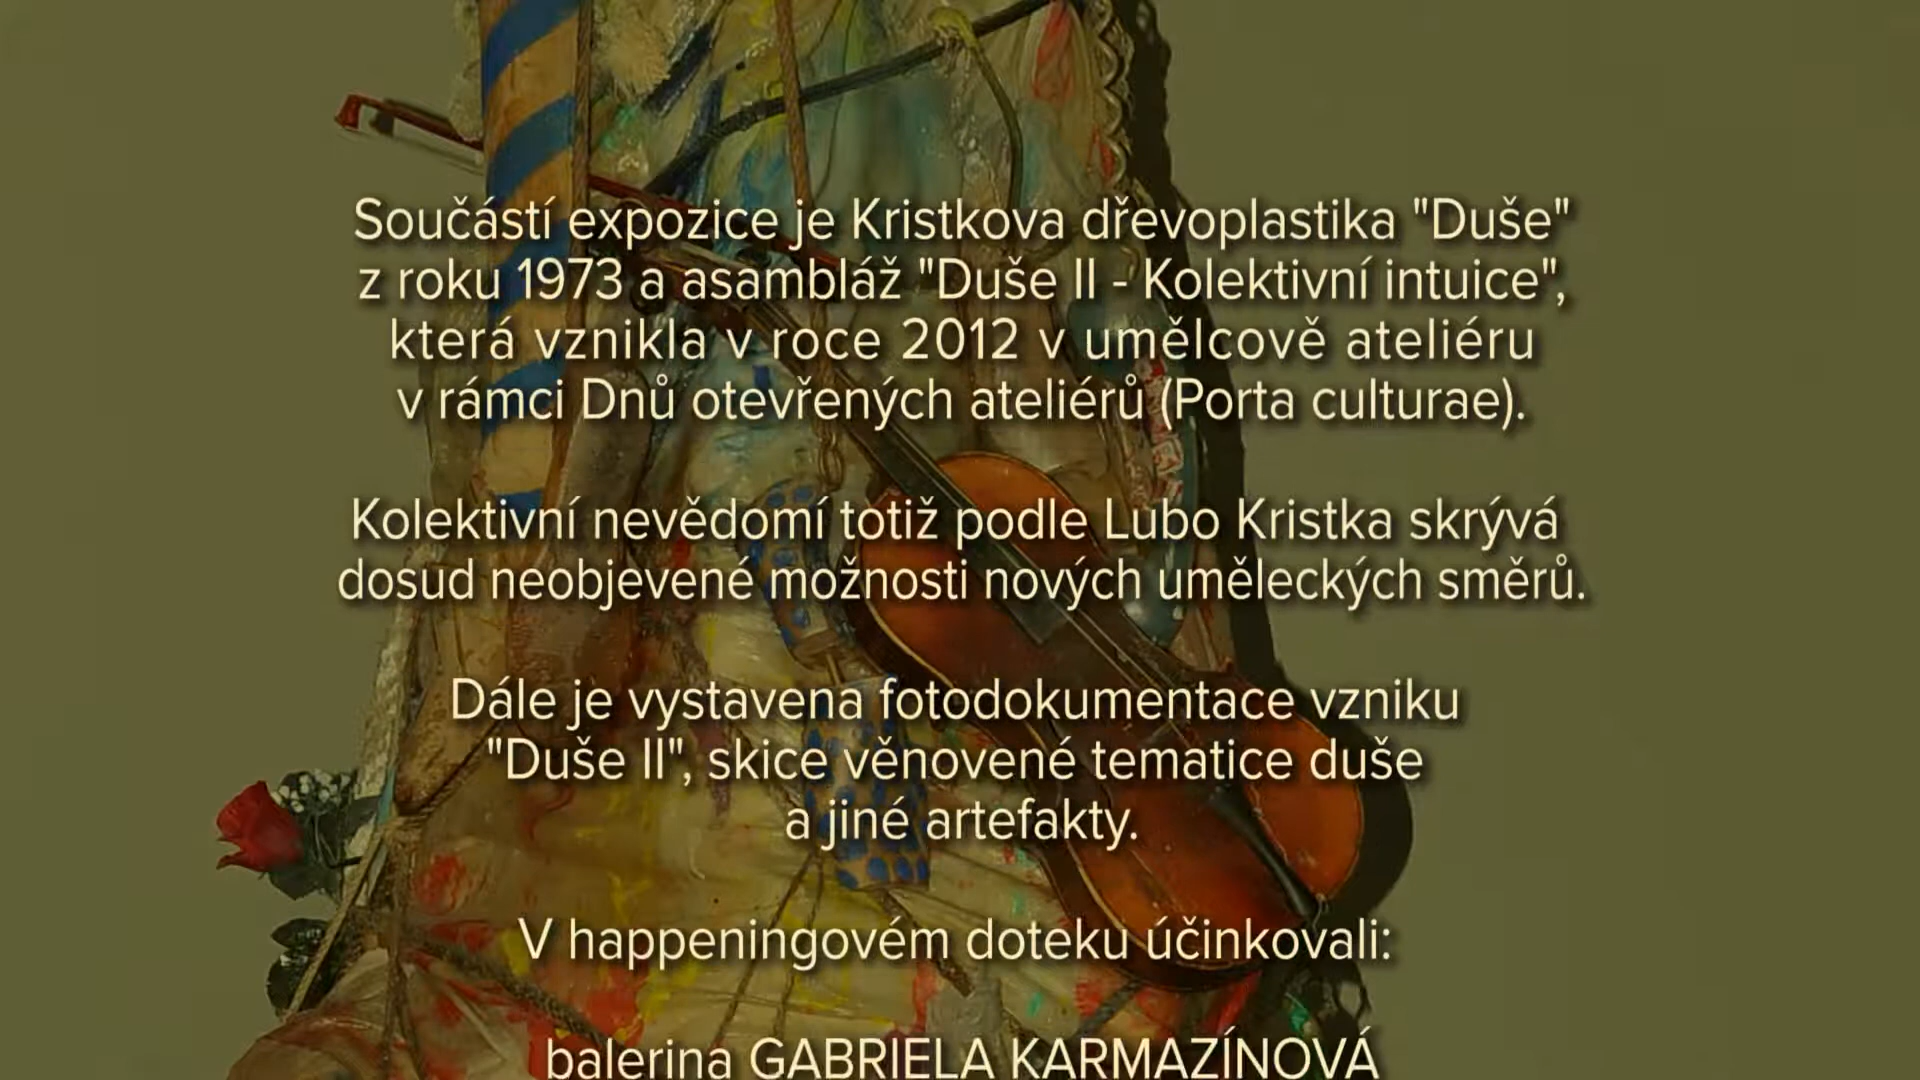 Součástí expozice je Kristkova dřevoplastika "Duše"
z roku 1973 a asambláž "Duše II - Kolektivní intuice",
která vznikla v roce 2012 v umělcově ateliéru
v rámci Dnů otevřených ateliérů (Porta culturae).
Kolektivní nevědomí totiž podle Lubo Kristka skrývá
dosud neobjevené možnosti nových uměleckých směrů.
Dále je vystavena fotodokumentace vzniku
"Duše II", skice věnovené tematice duše
a jiné artefakty.
V happeningovém doteku účinkovali:
balerina GABRIELA KARMAZÍNOVÁ